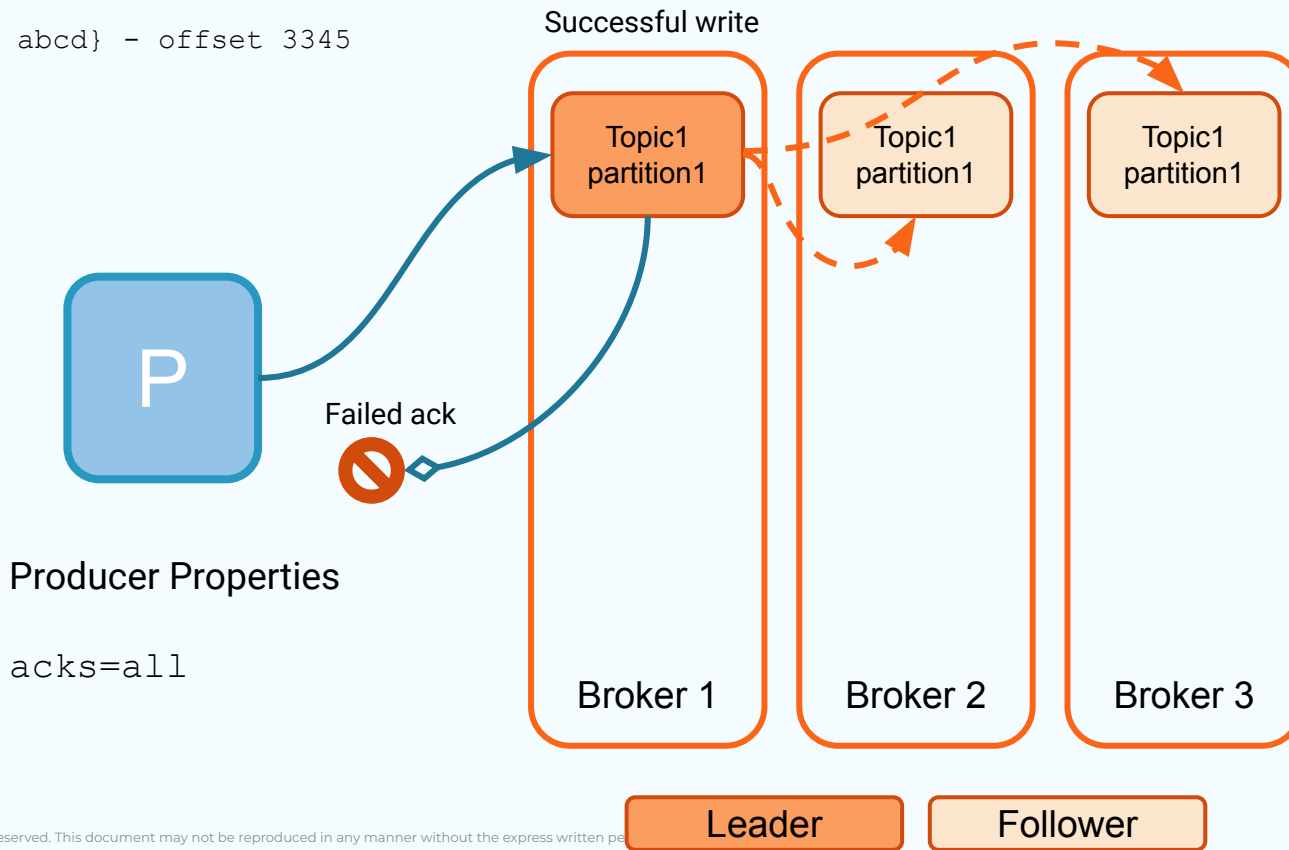 abcd} - offset 3345
Successful write
Topic1
partition1
Topic1
partition1
Topic1
partition1
P
Failed ack
Producer Properties
acks=all
Broker 1
Broker 2
Broker 3
Leader
Follower
reserved. This document may not be reproduced in any manner without the express written